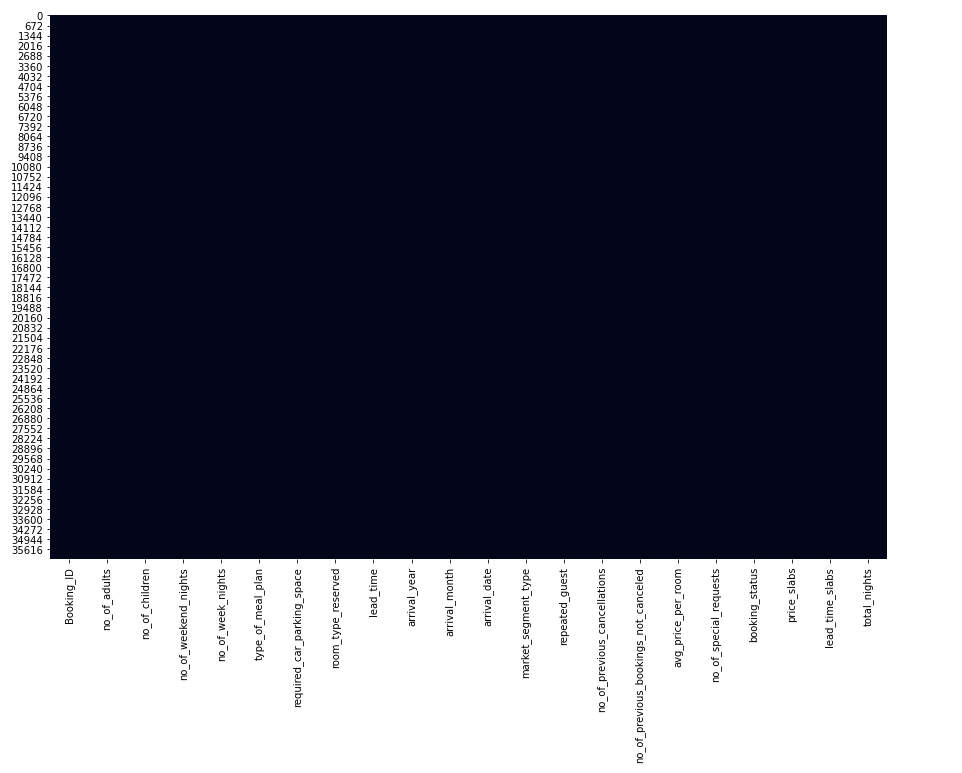 0
672
1344
2016
2688
3360
4032
4704
5376
6048
6720
7392
8064
8736
9408
10080
10752
11424
12096
12768
13440
14112
14784
15456
16128
16800
17472
18144
18816
19488
20160
20832
21504
22176
22848
23520
24192
24864
25536
26208
26880
27552
28224
28896
29568
30240
30912
31584
32256
32928
33600
34272
34944
35616
Booking_ID
no_of_adults
no_of_children
no_of_weekend_nights
no_of_week_nights
type_of_meal_plan
required_car_parking_space
room_type_reserved
lead_time
arrival_year
arrival_month
arrival_date
market_segment_type
repeated_guest
no_of_previous_cancellations
no_of_previous_bookings_not_canceled
avg_price_per_room
no_of_special_requests
booking_status
price_slabs
lead_time_slabs
total_nights